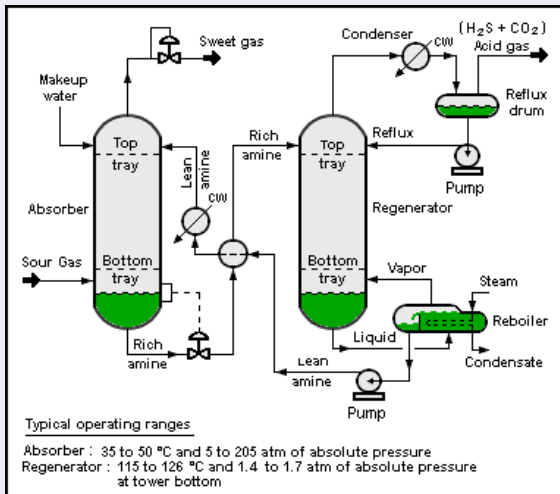 Condenser
(H₂S + CO₂)
Acid gas
Sweet gas
CW
Makeup
water
Reflux
drum
Rich
amine
Reflux
Top
tray
Lean
amine
Top
tray
Pump
Absorber
CW
Regenerator
Sour Gas
Bottom
tray
Bottom
tray
Vapor
Steam
Reboiler
Liquid
Rich
amine
Lean
amine
Condensate
Pump
Typical operating ranges
Absorber : 35 to 50 °C and 5 to 205 atm of absolute pressure
Regenerator : 115 to 126 °C and 1.4 to 1.7 atm of absolute pressure
at tower bottom